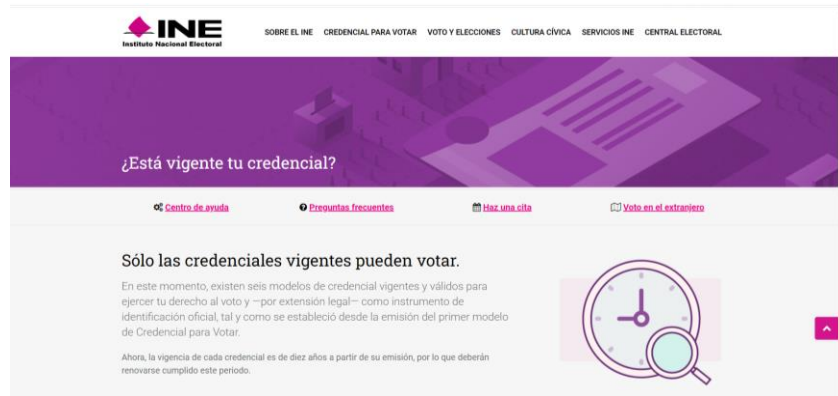 INE
Instituto Nacional Electoral
SOBRE EL INE CREDENCIAL PARA VOTAR VOTO Y ELECCIONES CULTURA CÍVICA SERVICIOS INE CENTRAL ELECTORAL
¿Está vigente tu credencial?
Centro de ayuda Preguntas frecuentes Haz una cita Voto en el extranjero
Sólo las credenciales vigentes pueden votar.
En este momento, existen seis modelos de credencial vigentes y válidos para
ejercer tu derecho al voto y —por extensión legal— como instrumento de
identificación oficial, tal y como se estableció desde la emisión del primer modelo
de Credencial para Votar.
Ahora, la vigencia de cada credencial es de diez años a partir de su emisión, por lo que deberán
renovarse cumplido este periodo.